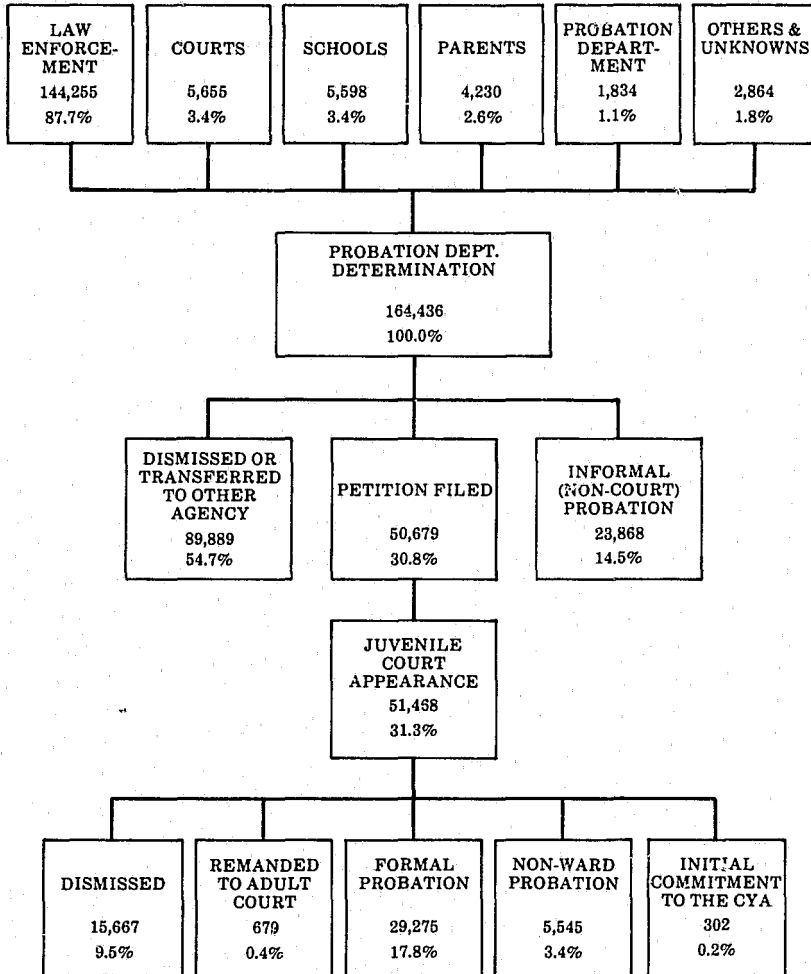 LAW
ENFORCE-
MENT
144,255
87.7%
COURTS
5,655
3.4%
SCHOOLS
5,598
3.4%
PARENTS
4,230
2.6%
PROBATION
DEPART-
MENT
1,834
1.1%
OTHERS &
UNKNOWNS
2,864
1.8%
PROBATION DEPT.
DETERMINATION
164,436
100.0%
DISMISSED OR
TRANSFERRED
TO OTHER
AGENCY
89,889
54.7%
PETITION FILED
50,679
30.8%
INFORMAL
(NON-COURT)
PROBATION
23,868
14.5%
JUVENILE
COURT
APPEARANCE
51,468
31.3%
DISMISSED
15,667
9.5%
REMANDED
TO ADULT
COURT
679
0.4%
FORMAL
PROBATION
29,275
17.8%
NON-WARD
PROBATION
5,545
3.4%
INITIAL
COMMITMENT
TO THE CYA
302
0.2%